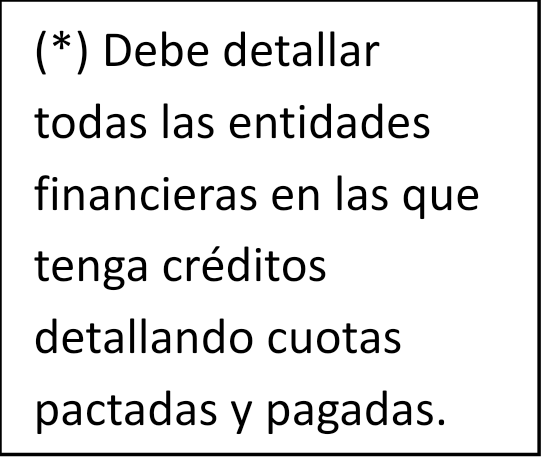 (*) Debe detallar
todas las entidades
financieras en las que
tenga créditos
detallando cuotas
pactadas y pagadas.